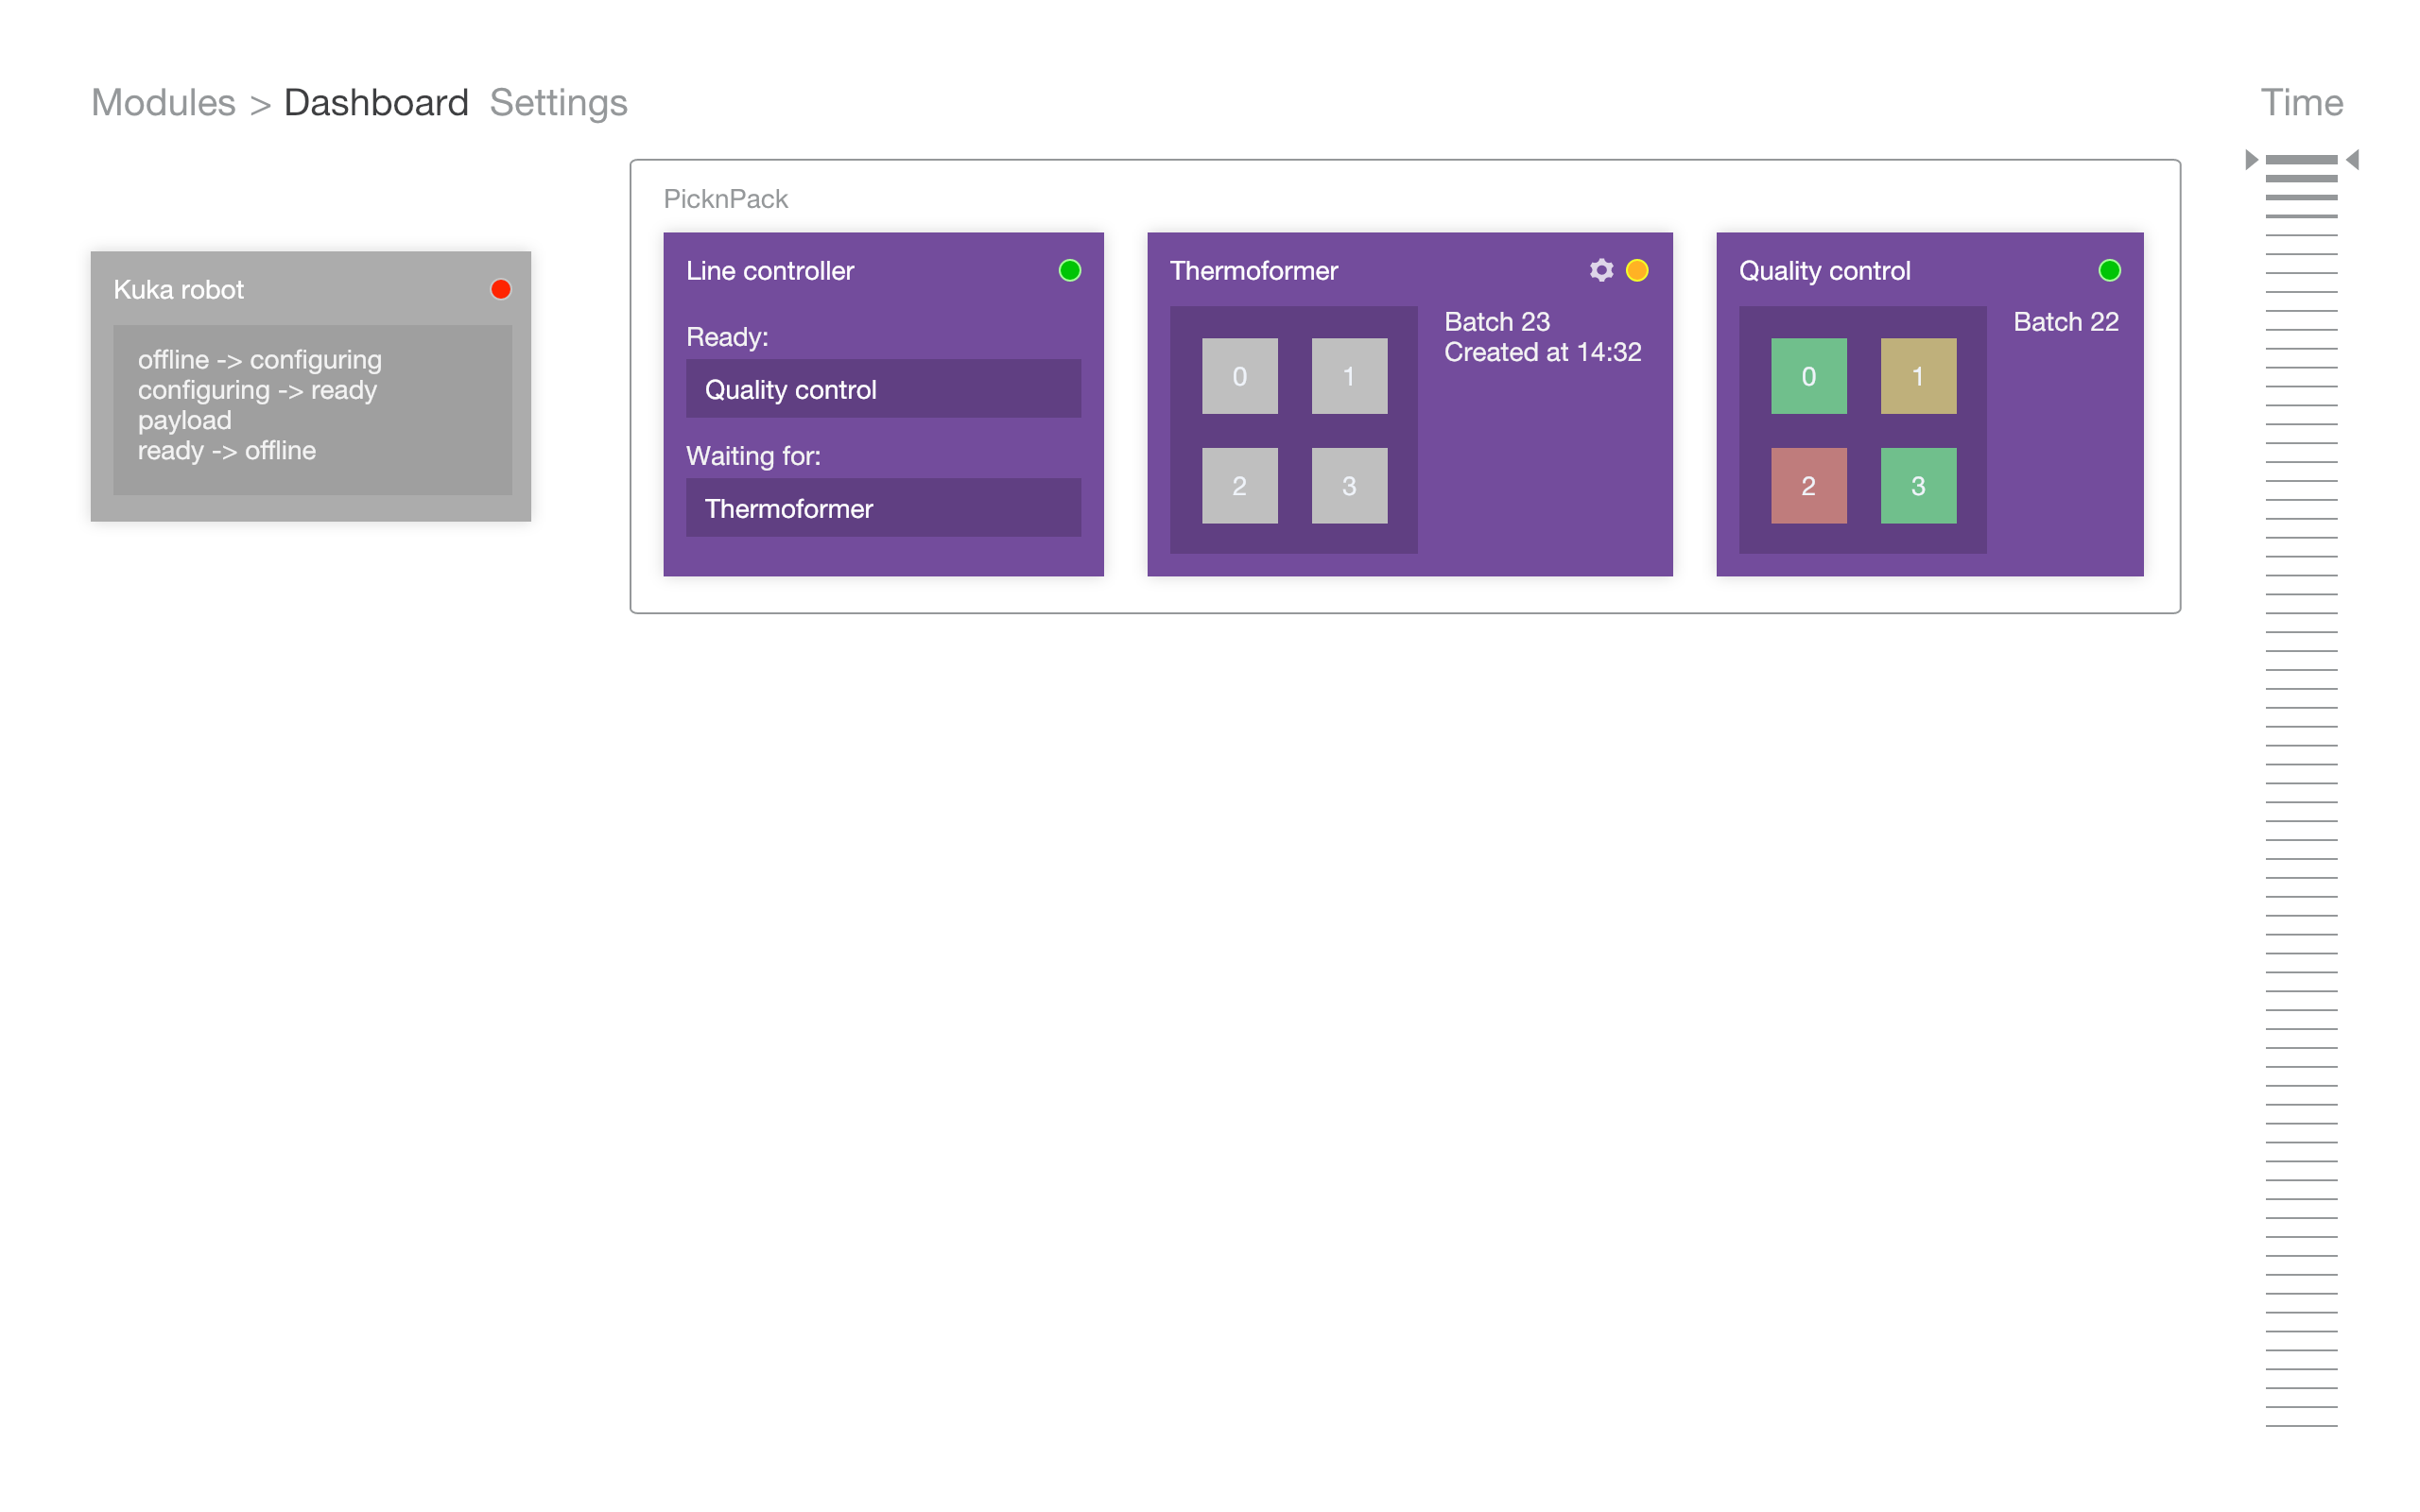 Modules > Dashboard Settings
Time
Kuka robot
offline -> configuring
configuring -> ready
payload
ready -> offline
PicknPack
Line controller
Ready:
Quality control
Waiting for:
Thermoformer
Thermoformer
0 1
2 3
Batch 23
Created at 14:32
Quality control
0 1
2 3
Batch 22